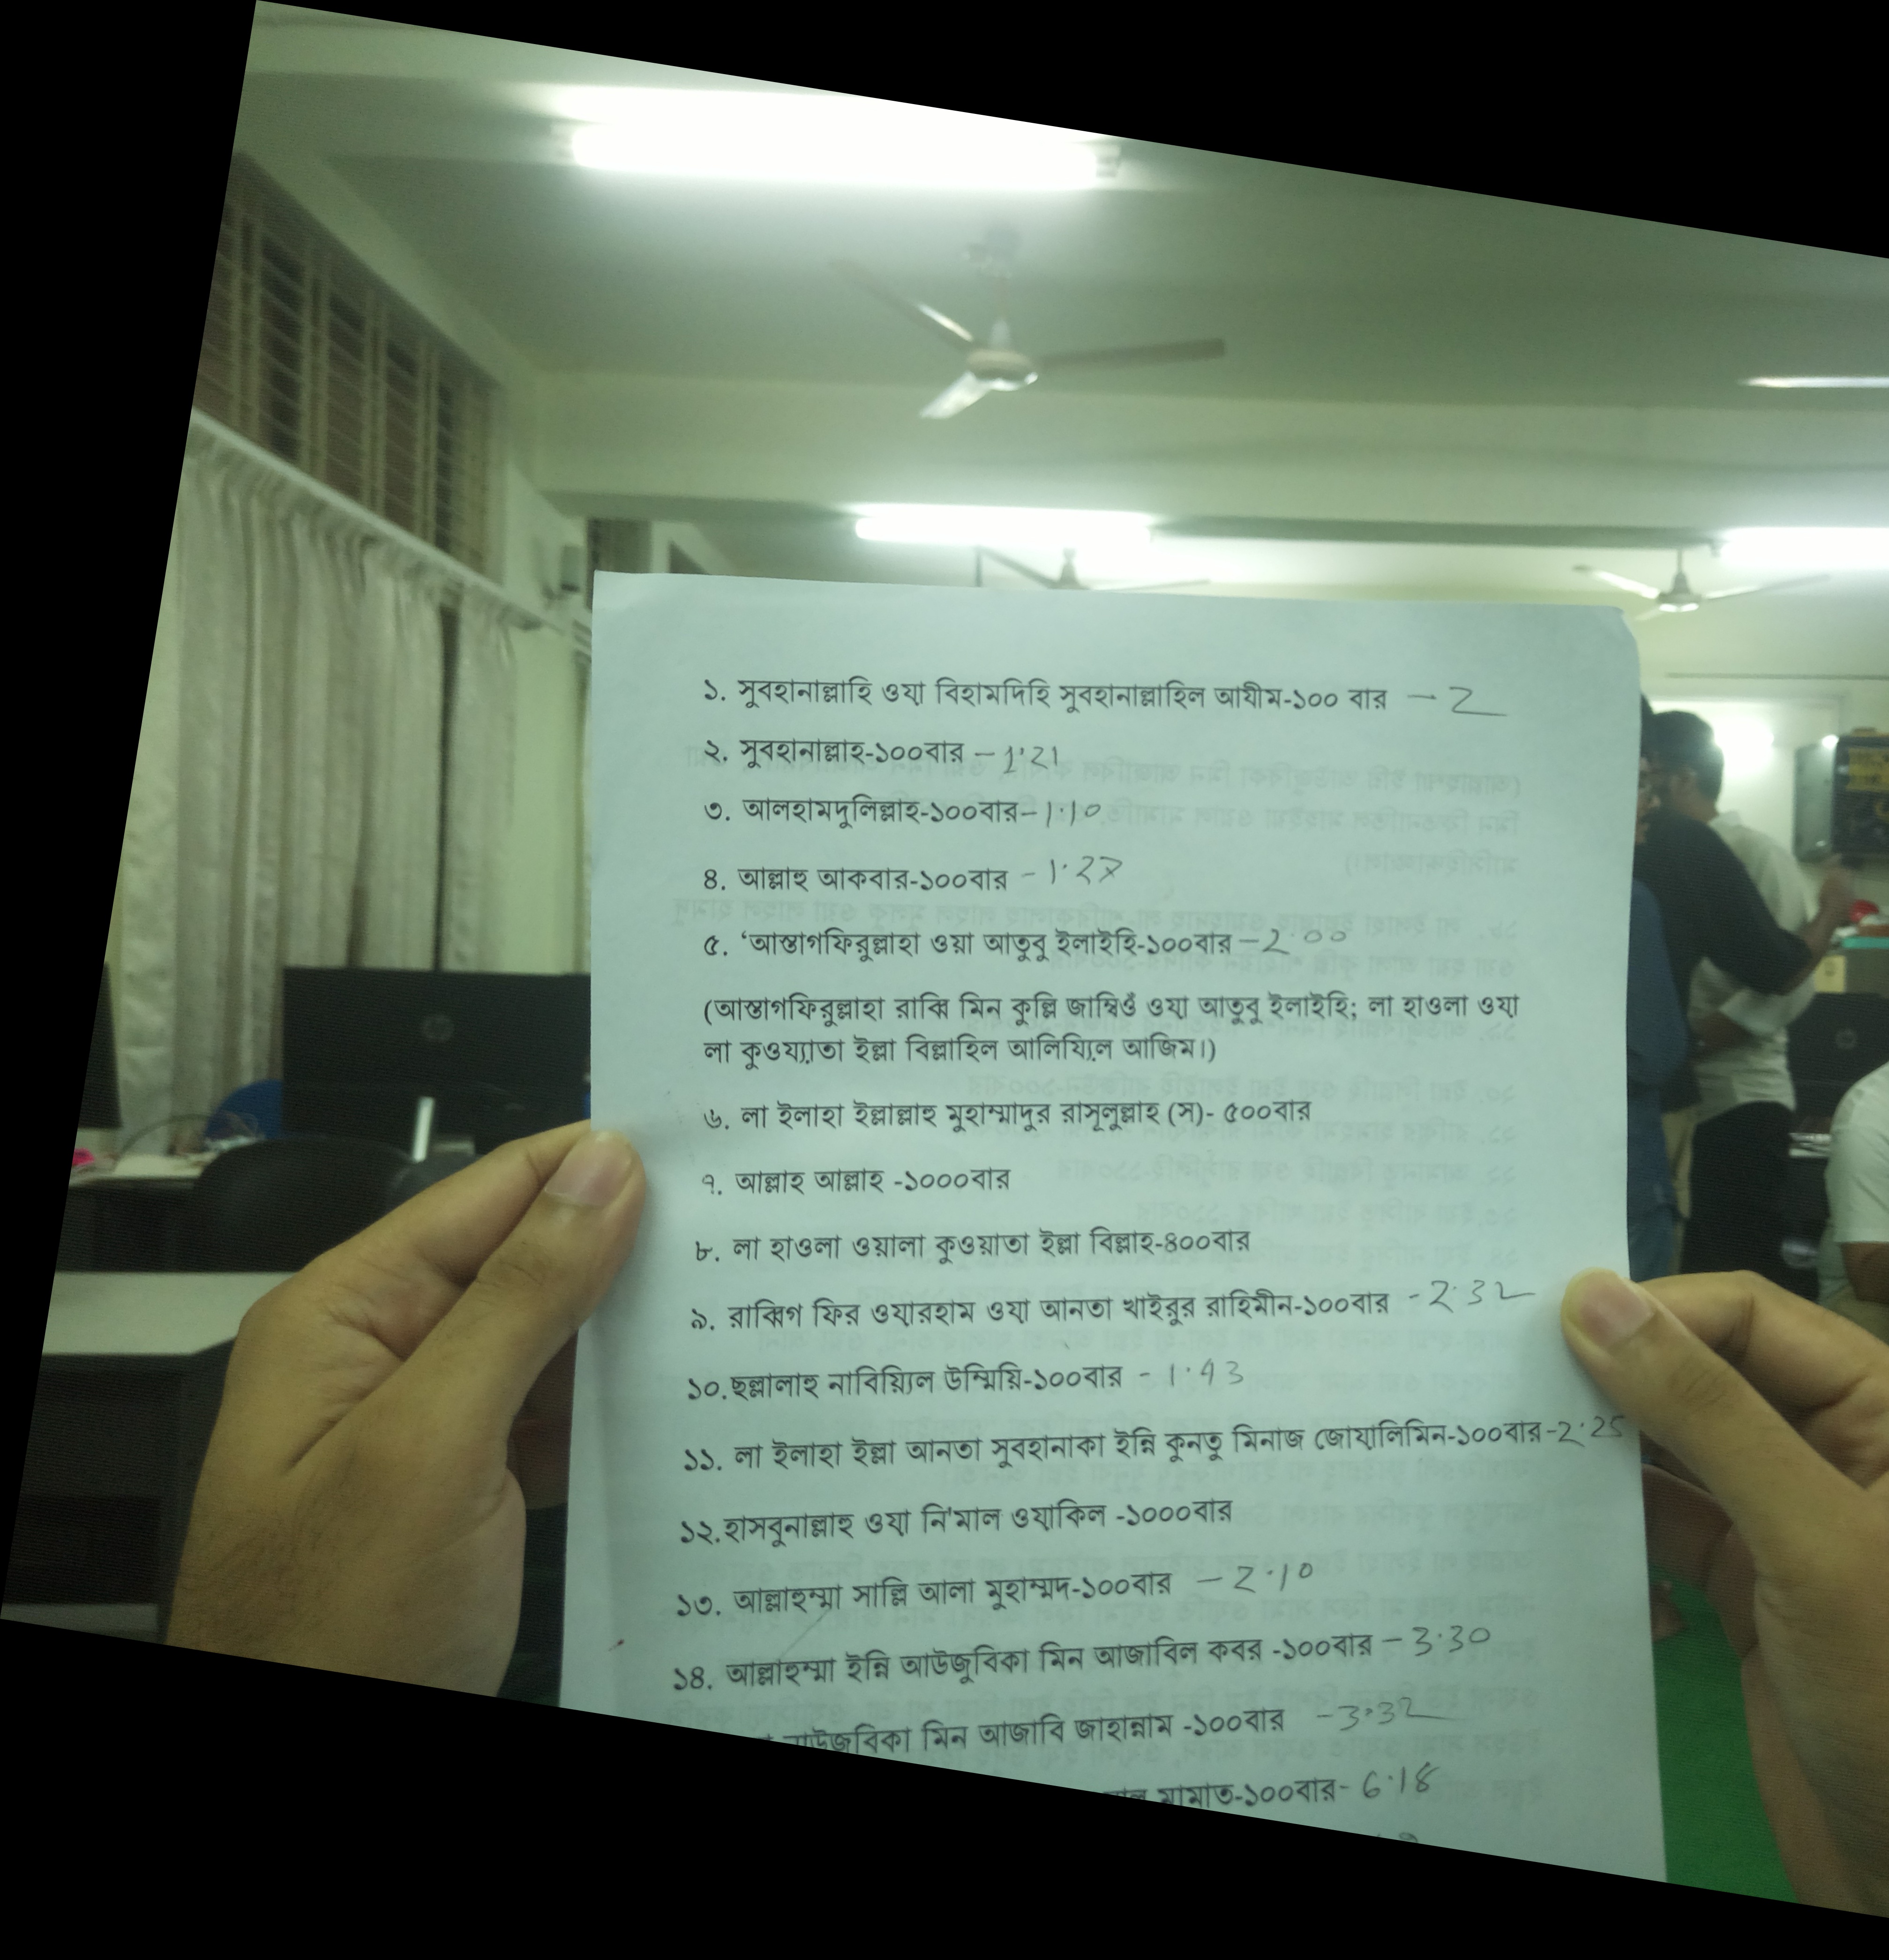 ১. সুবহানাল্লাহি ওয়া বিহামদিহি সুবহানাল্লাহিল আযীম-১০০ বার – 2
২. সুবহানাল্লাহ-১০০বার – 1·21
৩. আলহামদুলিল্লাহ-১০০বার – 1·10
৪. আল্লাহু আকবার-১০০বার – 1·27
৫. ‘আস্তাগফিরুল্লাহা ওয়া আতুবু ইলাইহি-১০০বার – 2·00
(আস্তাগফিরুল্লাহা রাব্বি মিন কুল্লি জাম্বিওঁ ওয়া আতুবু ইলাইহি; লা হাওলা ওয়া
লা কুওয়্যাতা ইল্লা বিল্লাহিল আলিয়্যিল আজিম।)
৬. লা ইলাহা ইল্লাল্লাহু মুহাম্মাদুর রাসূলুল্লাহ (স)- ৫০০বার
৭. আল্লাহ আল্লাহ -১০০০বার
৮. লা হাওলা ওয়ালা কুওয়াতা ইল্লা বিল্লাহ-৪০০বার
৯. রাব্বিগ ফির ওয়ারহাম ওয়া আনতা খাইরুর রাহিমীন-১০০বার - 2·32
১০.ছল্লালাহু নাবিয়্যিল উম্মিয়ি-১০০বার - 1·43
১১. লা ইলাহা ইল্লা আনতা সুবহানাকা ইন্নি কুনতু মিনাজ জোয়ালিমিন-১০০বার-2·25
১২.হাসবুনাল্লাহু ওয়া নি'মাল ওয়াকিল -১০০০বার
১৩. আল্লাহুম্মা সাল্লি আলা মুহাম্মদ-১০০বার – 2·10
১৪. আল্লাহুম্মা ইন্নি আউজুবিকা মিন আজাবিল কবর -১০০বার – 3·30
মিন আজাবি জাহান্নাম -১০০বার - 3·32
মামাত-১০০বার- 6·18